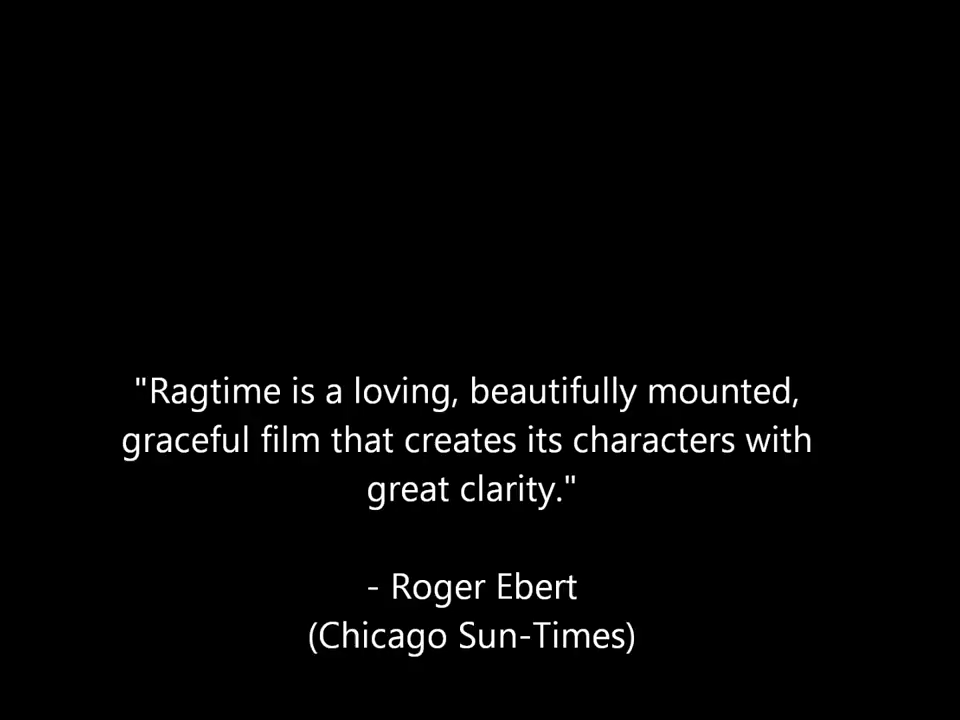 "Ragtime is a loving, beautifully mounted,
graceful film that creates its characters with
great clarity."
- Roger Ebert
(Chicago Sun-Times)